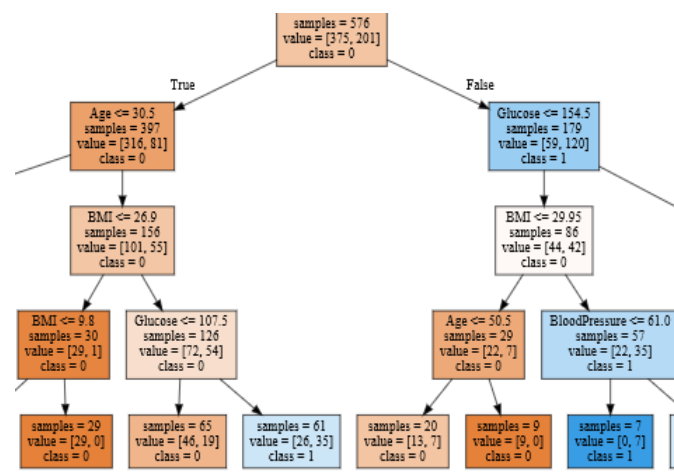 samples = 576
value = [375, 201]
class = 0
True
False
Age <= 30.5
samples = 397
value = [316, 81]
class = 0
Glucose <= 154.5
samples = 179
value = [59, 120]
class = 1
BMI <= 26.9
samples = 156
value = [101, 55]
class = 0
BMI <= 29.95
samples = 86
value = [44, 42]
class = 0
BMI <= 9.8
samples = 30
value = [29, 1]
class = 0
Glucose <= 107.5
samples = 126
value = [72, 54]
class = 0
Age <= 50.5
samples = 29
value = [22, 7]
class = 0
BloodPressure <= 61.0
samples = 57
value = [22, 35]
class = 1
samples = 29
value = [29, 0]
class = 0
samples = 65
value = [46, 19]
class = 0
samples = 61
value = [26, 35]
class = 1
samples = 20
value = [13, 7]
class = 0
samples = 9
value = [9, 0]
class = 0
samples = 7
value = [0, 7]
class = 1